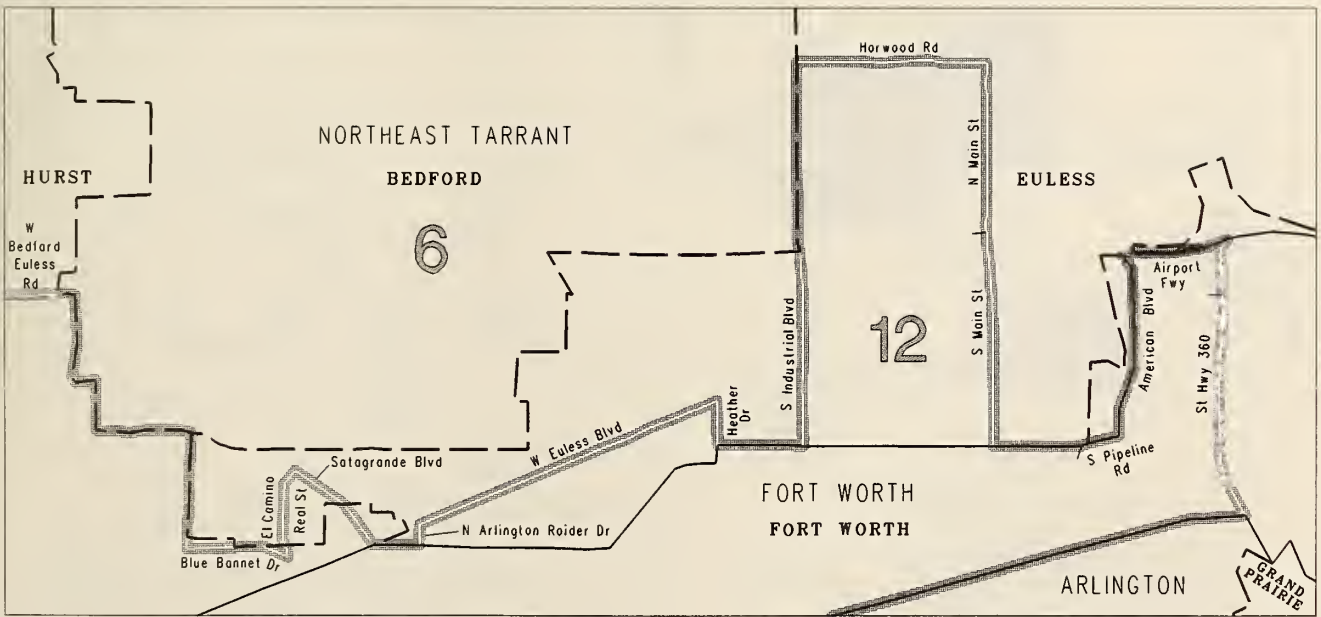 Horwood Rd
NORTHEAST TARRANT
BEDFORD
HURST
6
N Main St
EULESS
W
Bedford
Euless
Rd
Airport
Fwy
S Industrial Blvd
12
S Main St
American Blvd
St Hwy 360
Heather
Dr
W Euless Blvd
Satagrande Blvd
S Pipeline
Rd
El Camino
Real St
FORT WORTH
FORT WORTH
N Arlington Roider Dr
Blue Bonnet Dr
ARLINGTON
GRAND
PRAIRIE